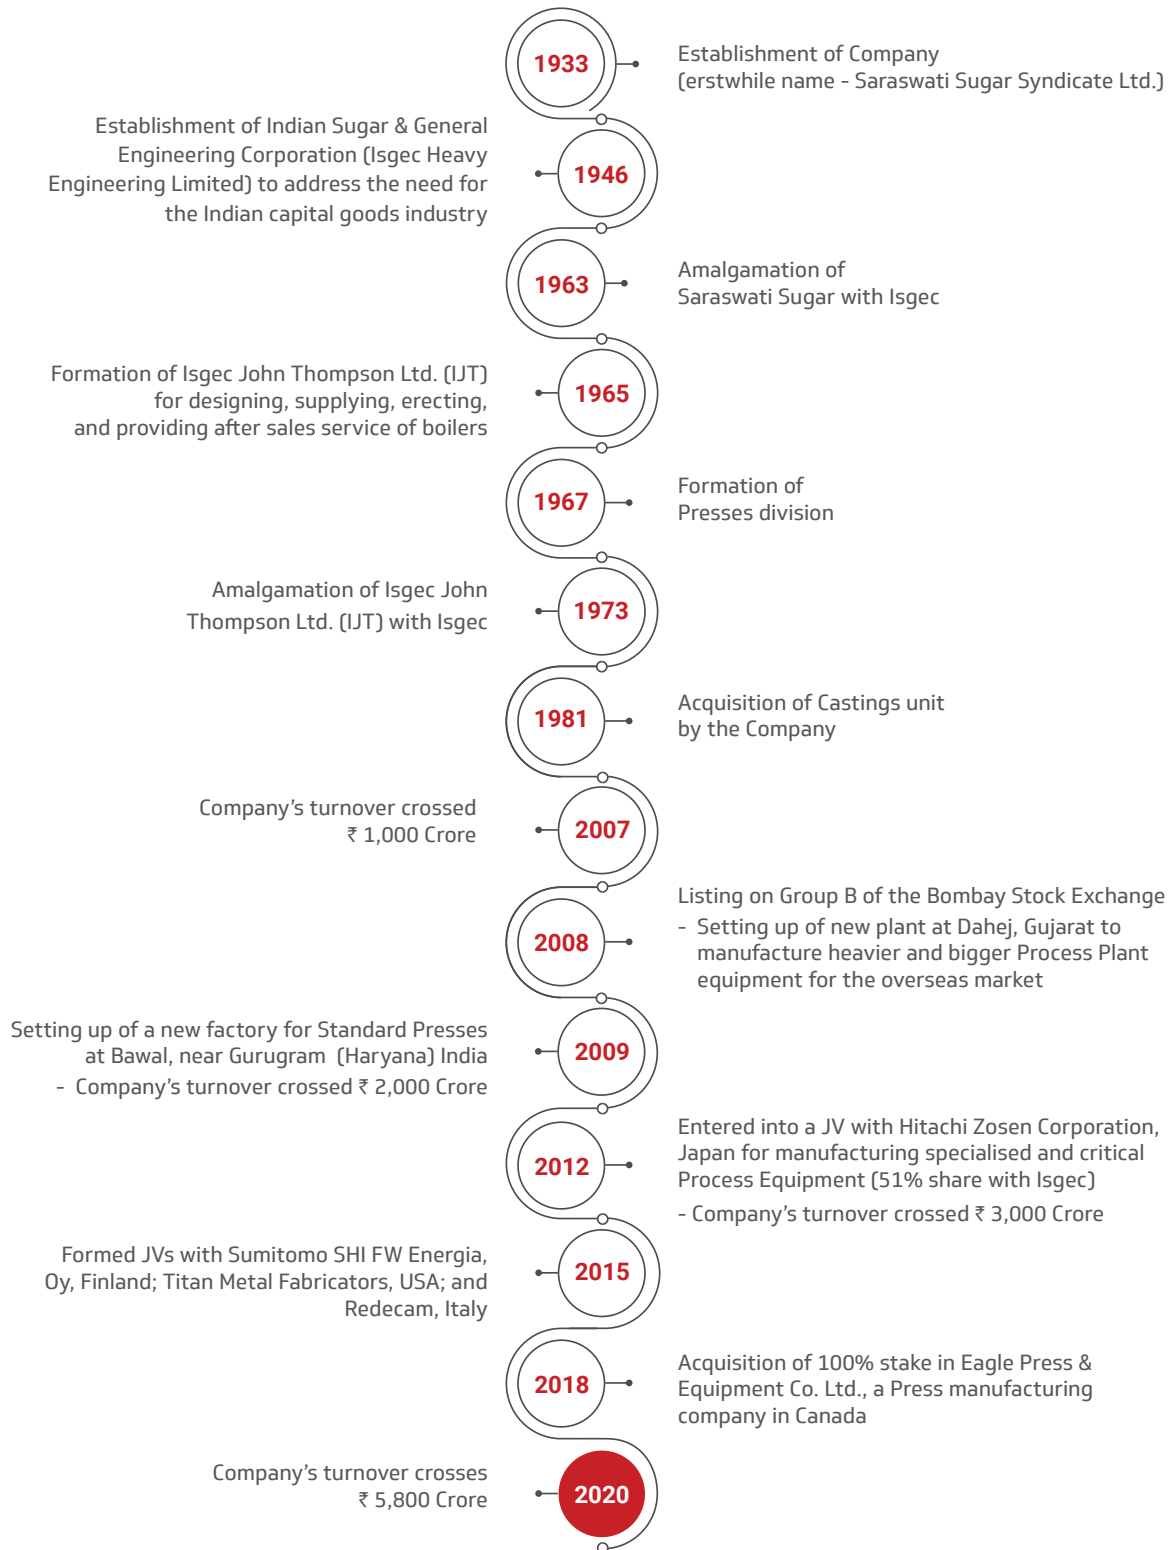 1933
Establishment of Company
(erstwhile name - Saraswati Sugar Syndicate Ltd.)
Establishment of Indian Sugar & General
Engineering Corporation (Isgec Heavy
Engineering Limited) to address the need for
the Indian capital goods industry
1946
1963
Amalgamation of
Saraswati Sugar with Isgec
Formation of Isgec John Thompson Ltd. (IJT)
for designing, supplying, erecting,
and providing after sales service of boilers
1965
1967
Formation of
Presses division
Amalgamation of Isgec John
Thompson Ltd. (IJT) with Isgec
1973
1981
Acquisition of Castings unit
by the Company
Company's turnover crossed
₹ 1,000 Crore
2007
2008
Listing on Group B of the Bombay Stock Exchange
- Setting up of new plant at Dahej, Gujarat to
manufacture heavier and bigger Process Plant
equipment for the overseas market
Setting up of a new factory for Standard Presses
at Bawal, near Gurugram (Haryana) India
- Company's turnover crossed ₹ 2,000 Crore
2009
2012
Entered into a JV with Hitachi Zosen Corporation,
Japan for manufacturing specialised and critical
Process Equipment (51% share with Isgec)
- Company's turnover crossed ₹ 3,000 Crore
Formed JVs with Sumitomo SHI FW Energia,
Oy, Finland; Titan Metal Fabricators, USA; and
Redecam, Italy
2015
2018
Acquisition of 100% stake in Eagle Press &
Equipment Co. Ltd., a Press manufacturing
company in Canada
Company's turnover crosses
₹ 5,800 Crore
2020